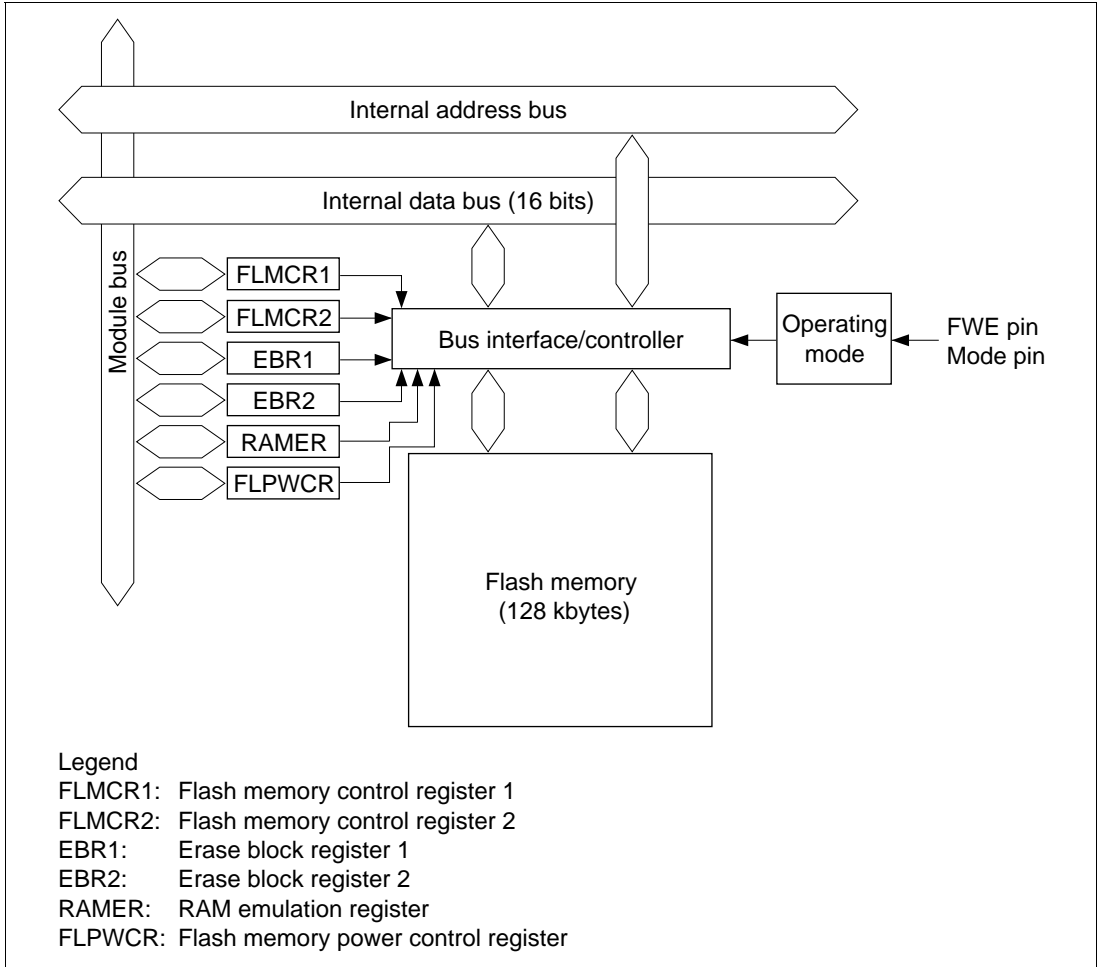 Internal address bus
Internal data bus (16 bits)
Module bus
FLMCR1
FLMCR2
EBR1
EBR2
RAMER
FLPWCR
Bus interface/controller
Operating
mode
FWE pin
Mode pin
Flash memory
(128 kbytes)
Legend
FLMCR1: Flash memory control register 1
FLMCR2: Flash memory control register 2
EBR1: Erase block register 1
EBR2: Erase block register 2
RAMER: RAM emulation register
FLPWCR: Flash memory power control register